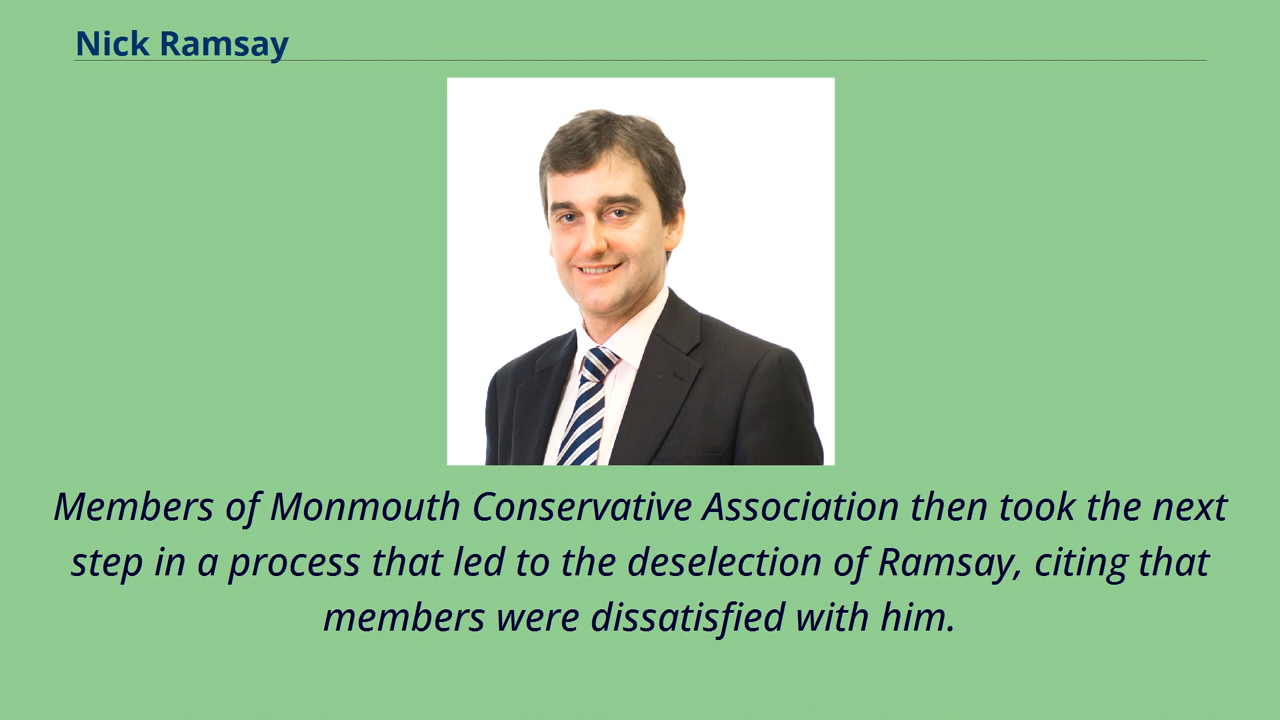 Nick Ramsay
Members of Monmouth Conservative Association then took the next
step in a process that led to the deselection of Ramsay, citing that
members were dissatisfied with him.